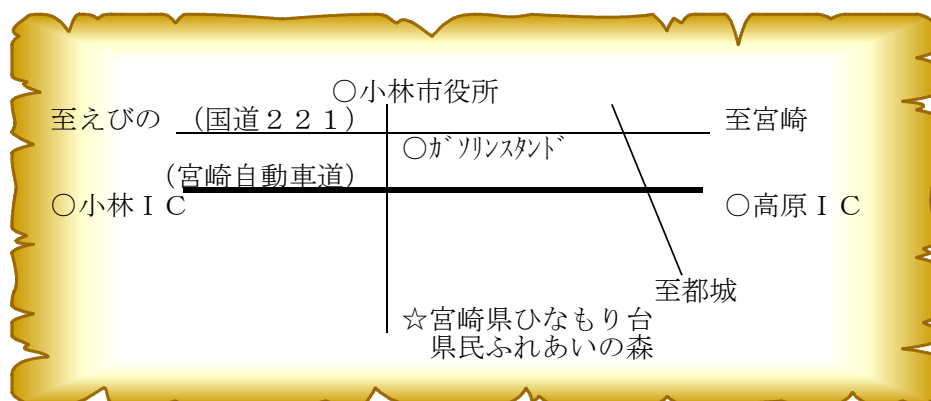 ○小林市役所
至えびの （国道２２１） 至宮崎
○ｶﾞｿﾘﾝｽﾀﾝﾄﾞ
（宮崎自動車道）
○小林ＩＣ ○高原ＩＣ
至都城
☆宮崎県ひなもり台
県民ふれあいの森